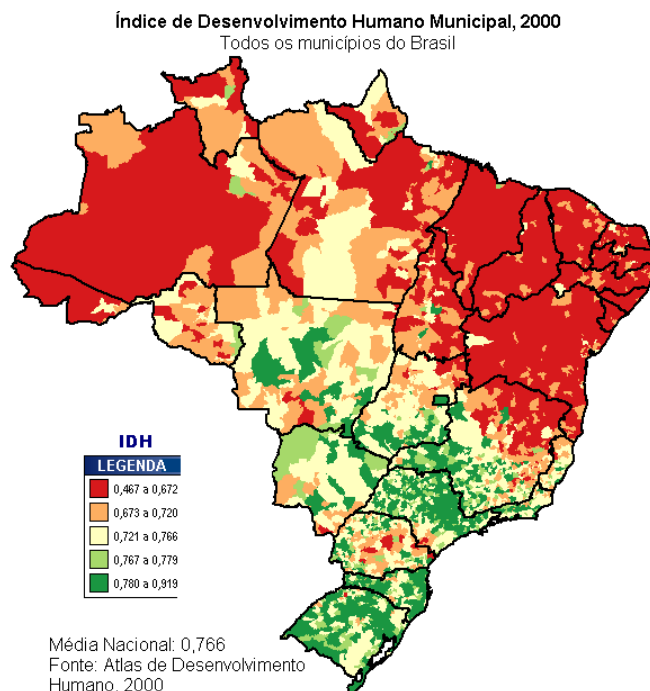 Índice de Desenvolvimento Humano Municipal, 2000
Todos os municípios do Brasil
IDH
LEGENDA
0,467 a 0,672
0,673 a 0,720
0,721 a 0,766
0,767 a 0,779
0,780 a 0,919
Média Nacional: 0,766
Fonte: Atlas de Desenvolvimento
Humano, 2000